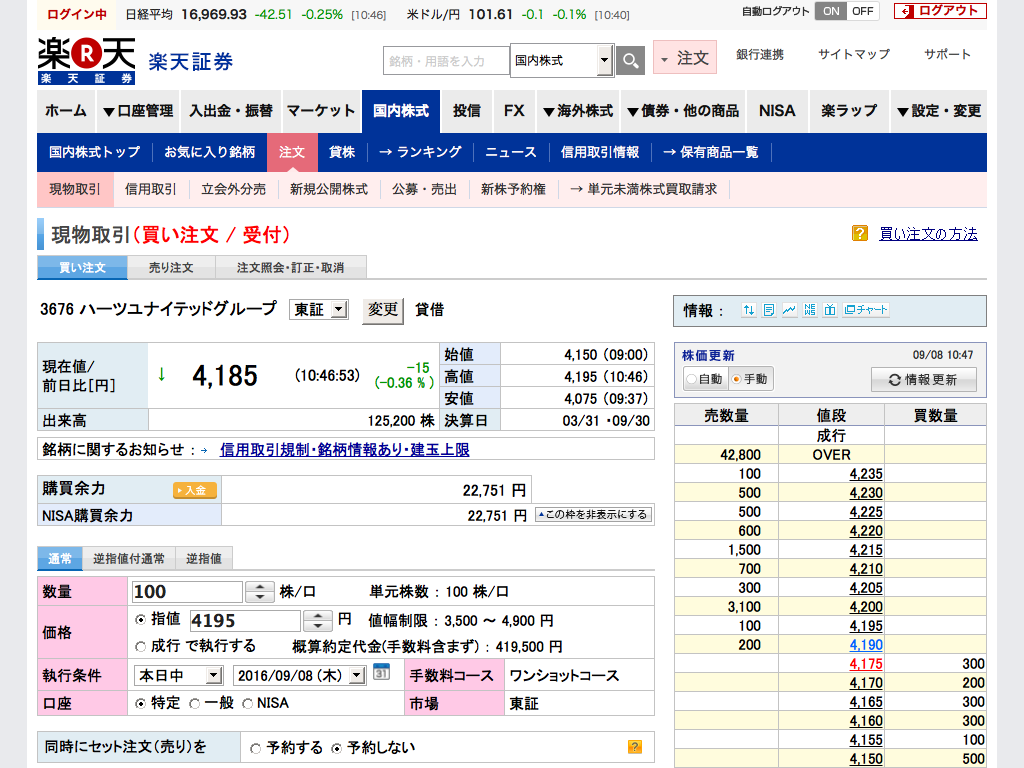 ログイン中 日経平均 16,969.93 -42.51 -0.25% [10:46] 米ドル/円 101.61 -0.1 -0.1% [10:40] 自動ログアウト ON OFF ログアウト
楽R天
楽天証券
楽天証券 銘柄・用語を入力 国内株式 注文 銀行連携 サイトマップ サポート
ホーム ▼口座管理 入出金・振替 マーケット 国内株式 投信 FX ▼海外株式 ▼債券・他の商品 NISA 楽ラップ ▼設定・変更
国内株式トップ お気に入り銘柄 注文 貸株 → ランキング ニュース 信用取引情報 → 保有商品一覧
現物取引 信用取引 立会外分売 新規公開株式 公募・売出 新株予約権 → 単元未満株式買取請求
現物取引(買い注文 / 受付) ? 買い注文の方法
買い注文 売り注文 注文照会・訂正・取消
3676 ハーツユナイテッドグループ 東証 変更 貸借
現在値/前日比[円] ↓ 4,185 (10:46:53) -15 (-0.36 %)
始値 4,150 (09:00)
高値 4,195 (10:46)
安値 4,075 (09:37)
出来高 125,200 株 決算日 03/31 ・09/30
銘柄に関するお知らせ : → 信用取引規制・銘柄情報あり・建玉上限
購買余力 入金 22,751 円
NISA購買余力 22,751 円 ▲この枠を非表示にする
通常 逆指値付通常 逆指値
数量 100 株/口 単元株数 : 100 株/口
価格 指値 4195 円 値幅制限 : 3,500 ～ 4,900 円
成行 で執行する 概算約定代金(手数料含まず) : 419,500 円
執行条件 本日中 2016/09/08 (木) 31 手数料コース ワンショットコース
口座 特定 一般 NISA 市場 東証
同時にセット注文(売り)を 予約する 予約しない ?
情報 : NEWS チャート
株価更新 09/08 10:47
自動 手動 情報更新
売数量 値段 買数量
成行
42,800 OVER
100 4,235
500 4,230
500 4,225
600 4,220
1,500 4,215
700 4,210
300 4,205
3,100 4,200
100 4,195
200 4,190
4,175 300
4,170 200
4,165 300
4,160 300
4,155 100
4,150 500